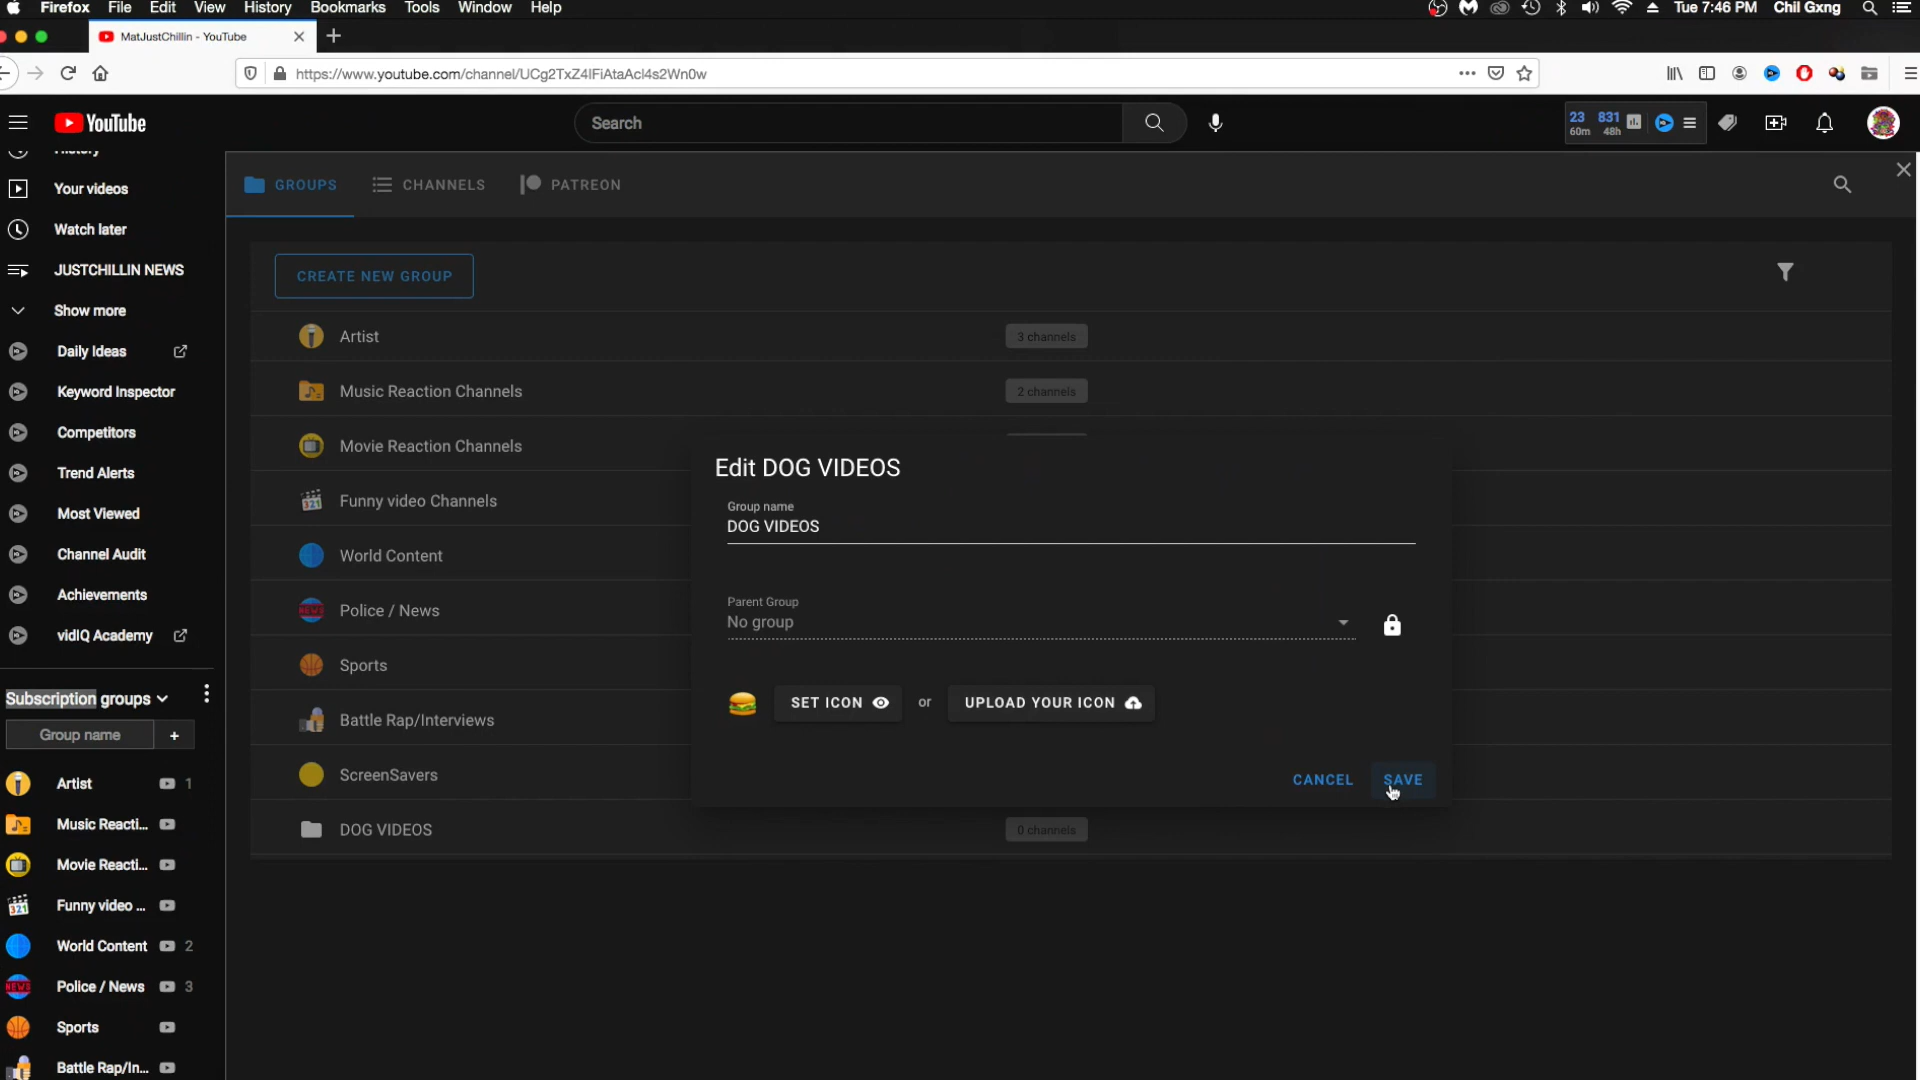 Firefox File Edit View History Bookmarks Tools Window Help Tue 7:46 PM Chil Gxng
MatJustChillin - YouTube
https://www.youtube.com/channel/UCg2TxZ4lFiAtaAcl4s2Wn0w
YouTube
Search
23 831
60m 48h
History
Your videos
Watch later
JUSTCHILLIN NEWS
Show more
Daily Ideas
Keyword Inspector
Competitors
Trend Alerts
Most Viewed
Channel Audit
Achievements
vidIQ Academy
Subscription groups
Group name +
Artist 1
Music Reacti...
Movie Reacti...
Funny video ...
World Content 2
Police / News 3
Sports
Battle Rap/In...
GROUPS CHANNELS PATREON
CREATE NEW GROUP
Artist 3 channels
Music Reaction Channels 2 channels
Movie Reaction Channels
Funny video Channels
World Content
NEWS Police / News
Sports
Battle Rap/Interviews
ScreenSavers
DOG VIDEOS 0 channels
Edit DOG VIDEOS
Group name
DOG VIDEOS
Parent Group
No group
SET ICON or UPLOAD YOUR ICON
CANCEL SAVE